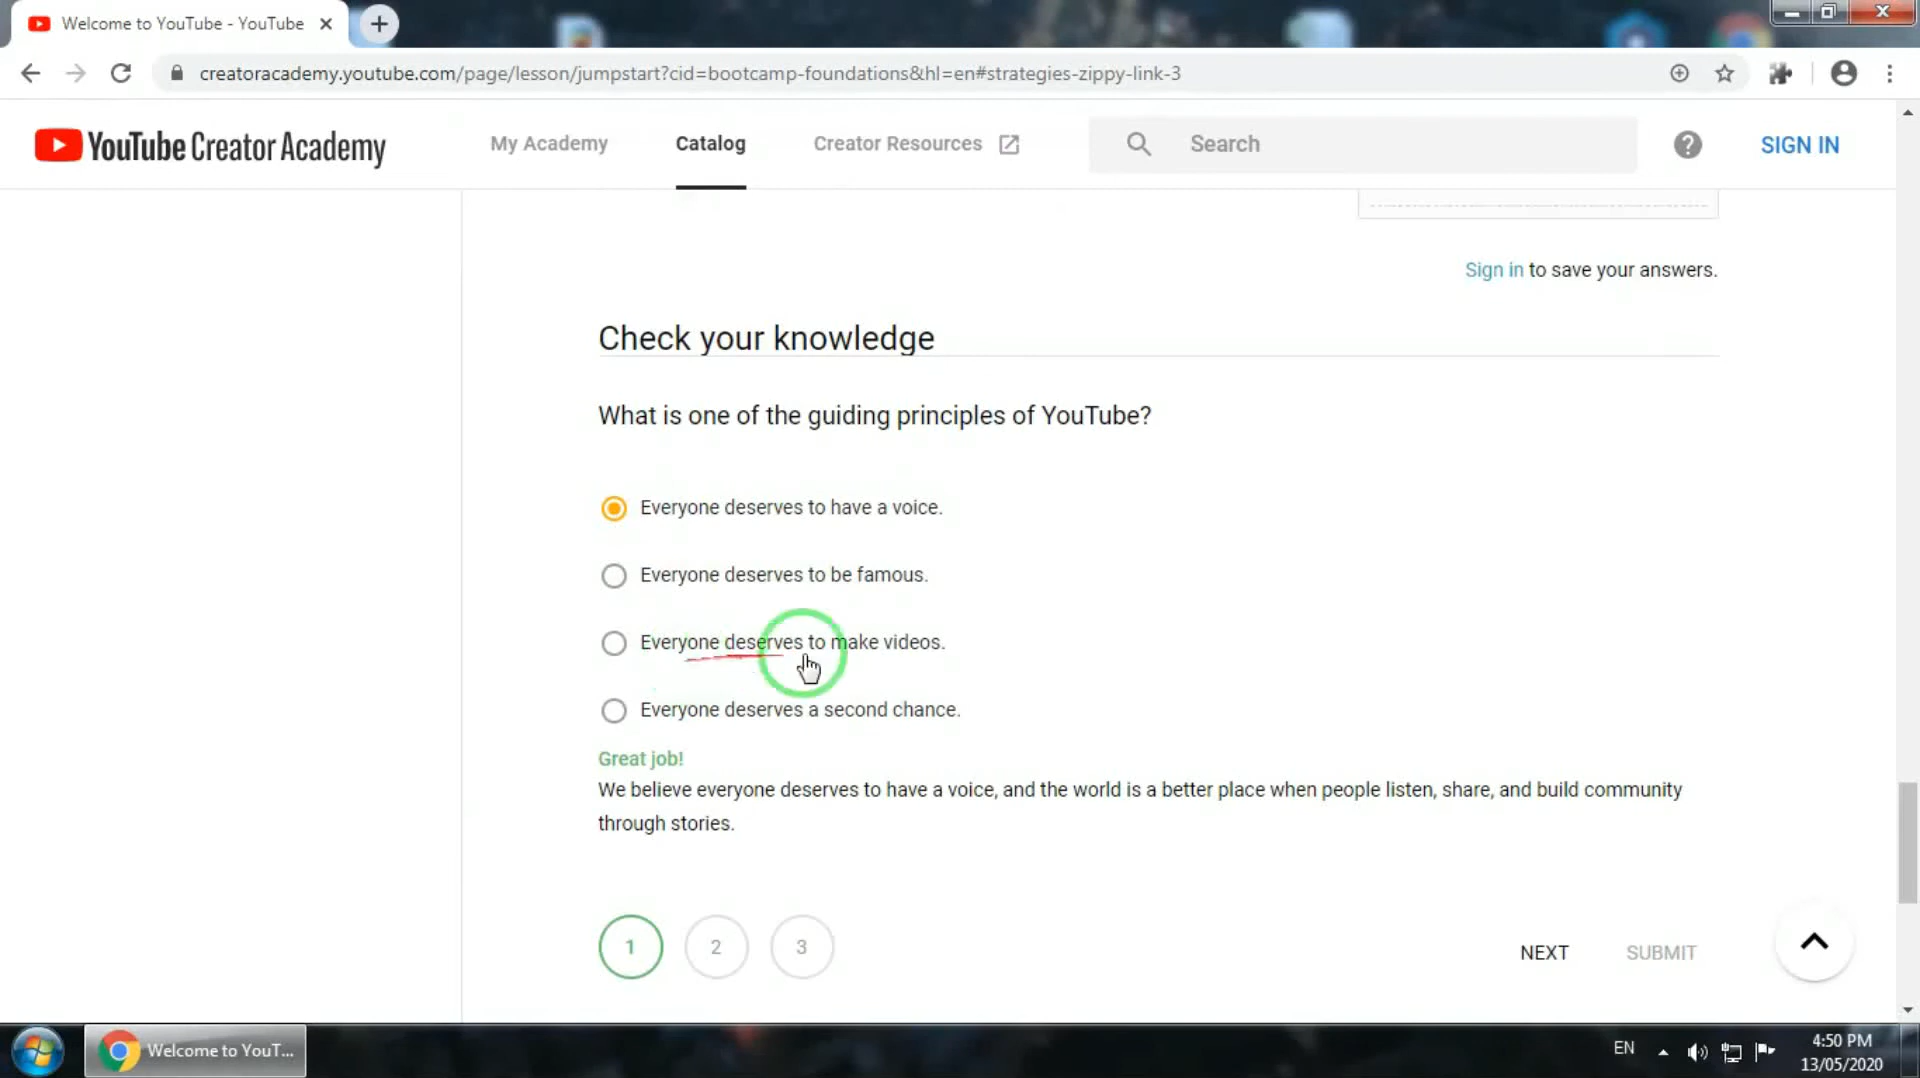 Welcome to YouTube - YouTube
creatoracademy.youtube.com/page/lesson/jumpstart?cid=bootcamp-foundations&hl=en#strategies-zippy-link-3
YouTube Creator Academy
My Academy
Catalog
Creator Resources
Search
SIGN IN
Sign in to save your answers.
Check your knowledge
What is one of the guiding principles of YouTube?
Everyone deserves to have a voice.
Everyone deserves to be famous.
Everyone deserves to make videos.
Everyone deserves a second chance.
Great job!
We believe everyone deserves to have a voice, and the world is a better place when people listen, share, and build community
through stories.
1 2 3
NEXT SUBMIT
Welcome to YouT...
EN
4:50 PM
13/05/2020